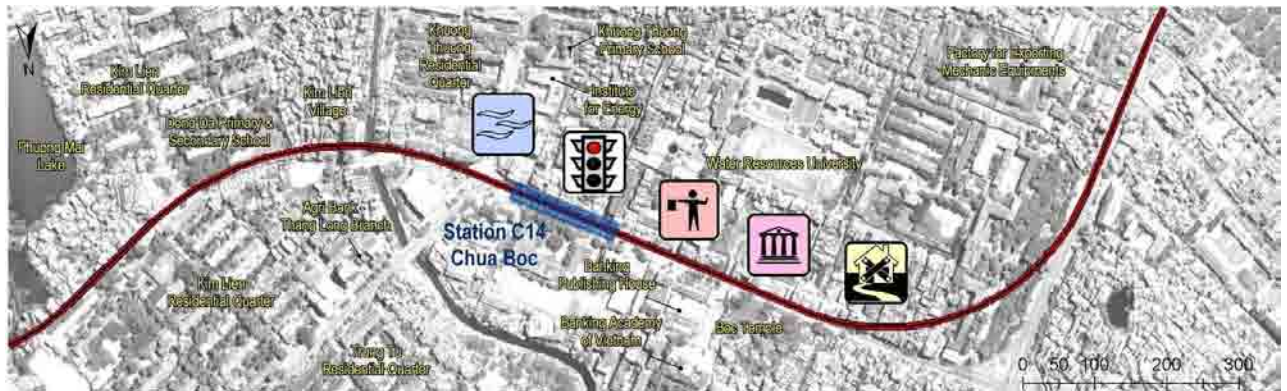 N
Kim Lien
Residential Quarter
Phuong Mai
Lake
Dong Da Primary &
Secondary School
Kim Lien
Village
Khuong
Thuong
Residential
Quarter
Khuong Thuong
Primary School
Institute
for Energy
Factory for exporting
Mechanic Equipments
Water Resources University
Agri Bank
Thang Long Branch
Station C14
Chua Boc
Kim Lien
Residential Quarter
Trung Tu
Residential Quarter
Banking
Publishing House
Banking Academy
of Vietnam
Boc Temple
0 50 100 200 300